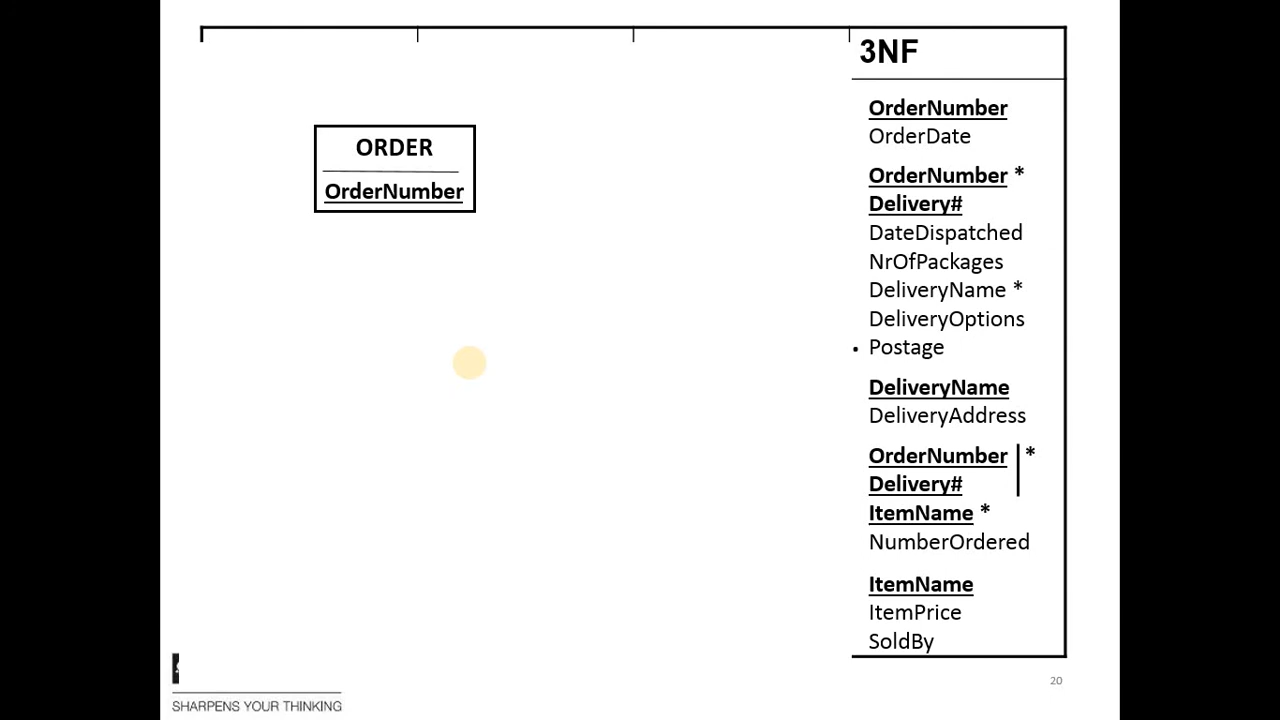 3NF
ORDER
OrderNumber
OrderNumber
OrderDate
OrderNumber *
Delivery#
DateDispatched
NrOfPackages
DeliveryName *
DeliveryOptions
• Postage
DeliveryName
DeliveryAddress
OrderNumber | *
Delivery#
ItemName *
NumberOrdered
ItemName
ItemPrice
SoldBy
20
SHARPENS YOUR THINKING